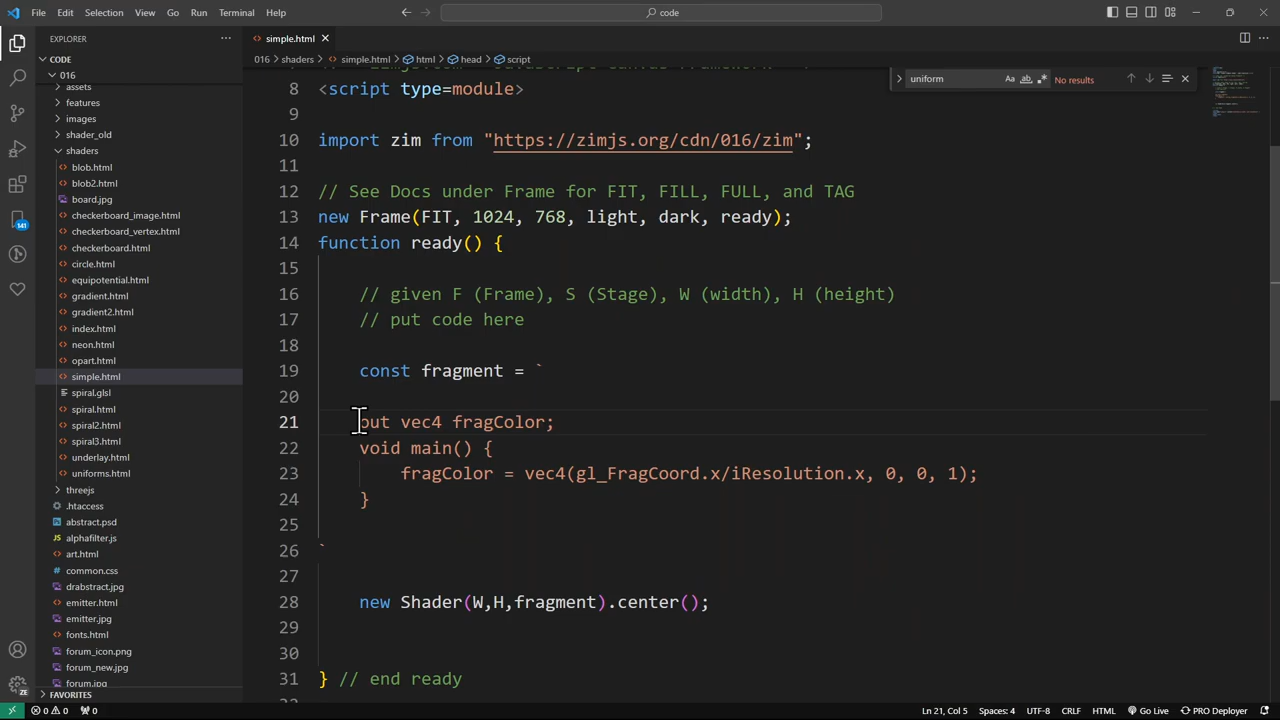 File Edit Selection View Go Run Terminal Help
code
EXPLORER
simple.html
CODE
016 > shaders > simple.html > html > head > script
016
assets
features
images
shader_old
shaders
blob.html
blob2.html
board.jpg
checkerboard_image.html
checkerboard_vertex.html
checkerboard.html
circle.html
equipotential.html
gradient.html
gradient2.html
index.html
neon.html
opart.html
simple.html
spiral.glsl
spiral.html
spiral2.html
spiral3.html
underlay.html
uniforms.html
threejs
.htaccess
abstract.psd
alphafilter.js
art.html
common.css
drabstract.jpg
emitter.html
emitter.jpg
fonts.html
forum_icon.png
forum_new.jpg
forum.jpg
FAVORITES
141
uniform
Aa ab .*
No results
8 <script type=module>
9
10 import zim from "https://zimjs.org/cdn/016/zim";
11
12 // See Docs under Frame for FIT, FILL, FULL, and TAG
13 new Frame(FIT, 1024, 768, light, dark, ready);
14 function ready() {
15
16 // given F (Frame), S (Stage), W (width), H (height)
17 // put code here
18
19 const fragment = `
20
21 out vec4 fragColor;
22 void main() {
23 fragColor = vec4(gl_FragCoord.x/iResolution.x, 0, 0, 1);
24 }
25
26 `
27
28 new Shader(W,H,fragment).center();
29
30
31 } // end ready
ZE
0 0 0 Ln 21, Col 5 Spaces: 4 UTF-8 CRLF HTML Go Live PRO Deployer